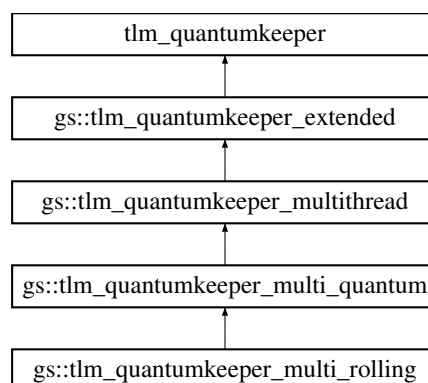 tlm_quantumkeeper
gs::tlm_quantumkeeper_extended
gs::tlm_quantumkeeper_multithread
gs::tlm_quantumkeeper_multi_quantum
gs::tlm_quantumkeeper_multi_rolling